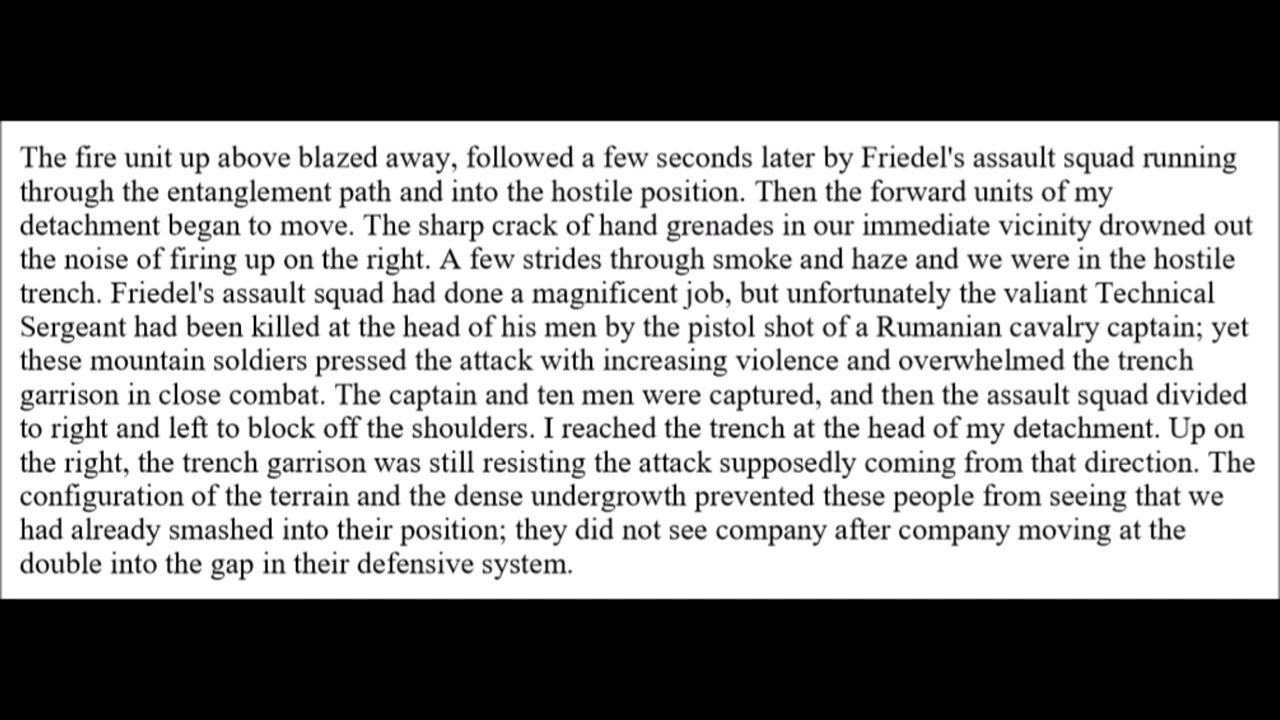 The fire unit up above blazed away, followed a few seconds later by Friedel's assault squad running
through the entanglement path and into the hostile position. Then the forward units of my
detachment began to move. The sharp crack of hand grenades in our immediate vicinity drowned out
the noise of firing up on the right. A few strides through smoke and haze and we were in the hostile
trench. Friedel's assault squad had done a magnificent job, but unfortunately the valiant Technical
Sergeant had been killed at the head of his men by the pistol shot of a Rumanian cavalry captain; yet
these mountain soldiers pressed the attack with increasing violence and overwhelmed the trench
garrison in close combat. The captain and ten men were captured, and then the assault squad divided
to right and left to block off the shoulders. I reached the trench at the head of my detachment. Up on
the right, the trench garrison was still resisting the attack supposedly coming from that direction. The
configuration of the terrain and the dense undergrowth prevented these people from seeing that we
had already smashed into their position; they did not see company after company moving at the
double into the gap in their defensive system.